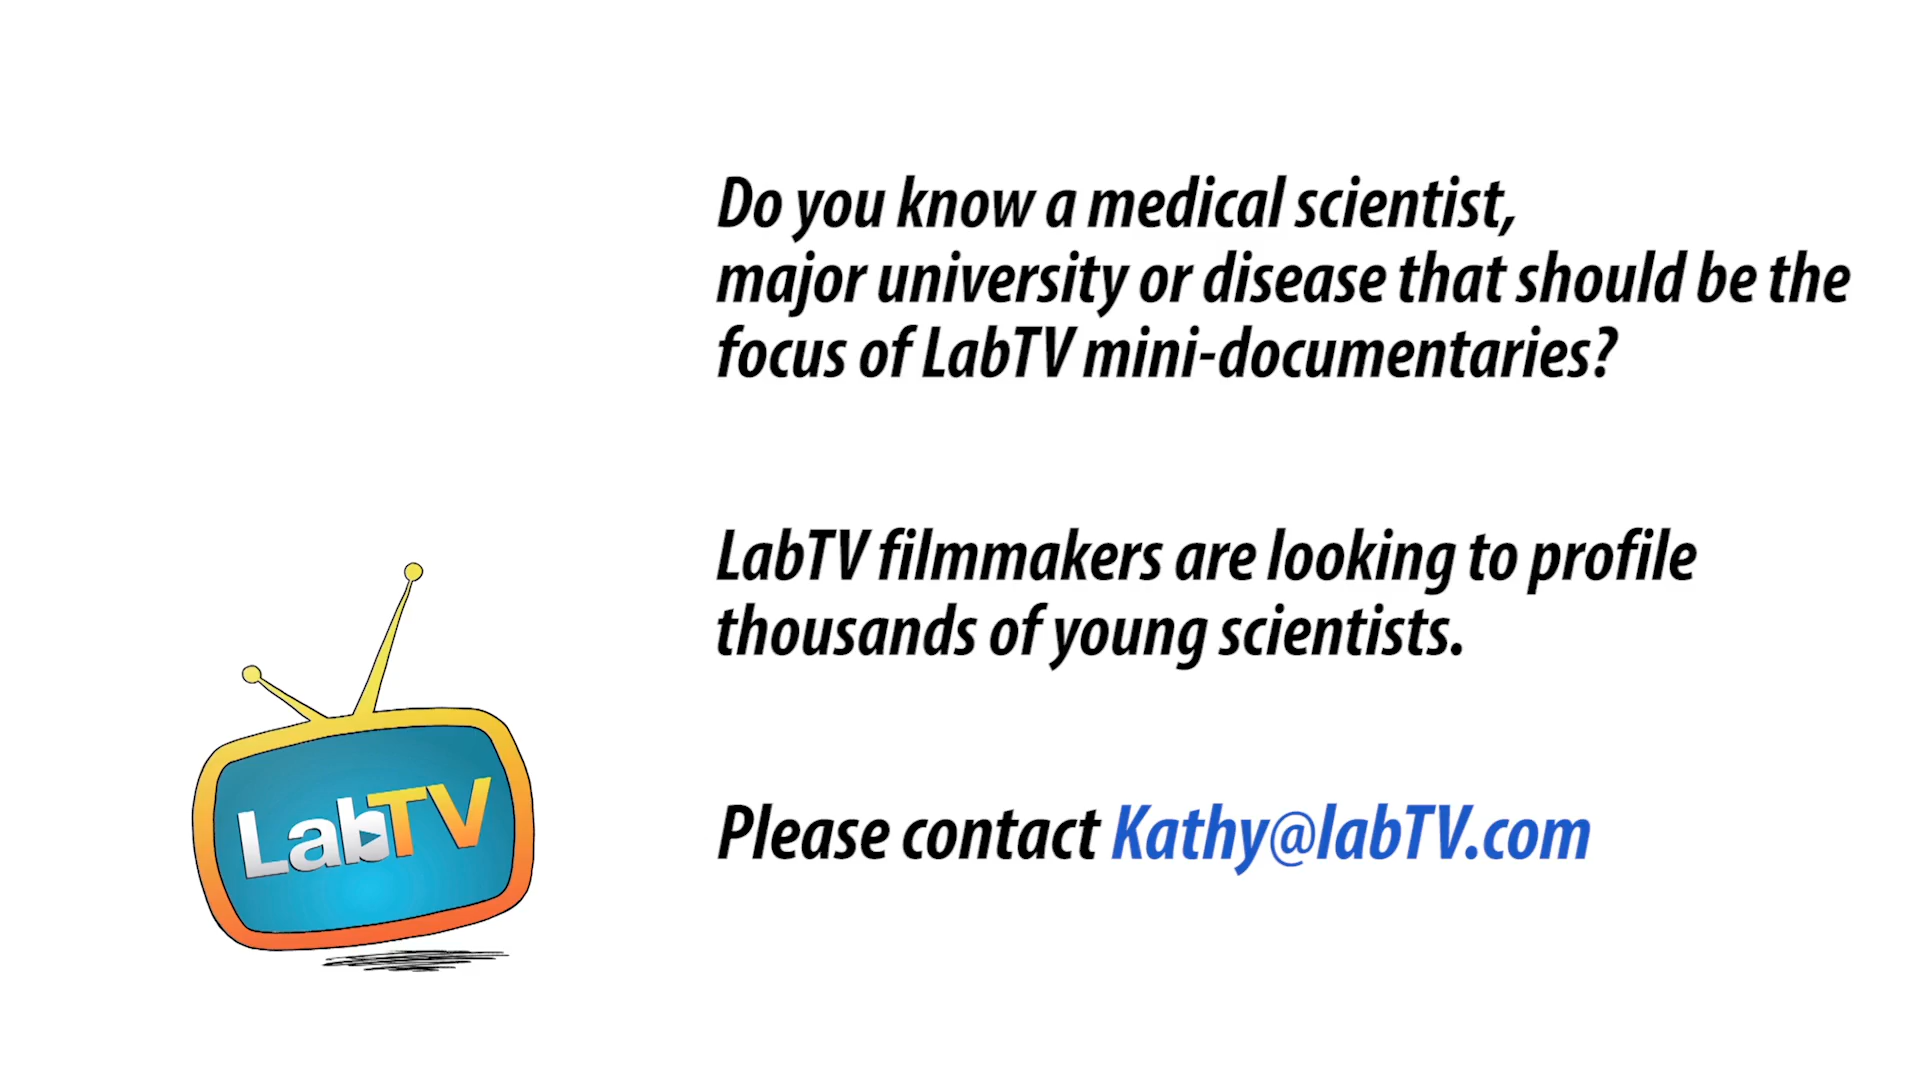 Do you know a medical scientist,
major university or disease that should be the
focus of LabTV mini-documentaries?
LabTV filmmakers are looking to profile
thousands of young scientists.
LabTV
Please contact Kathy@labTV.com